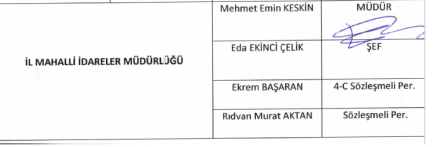 Mehmet Emin KESKİN MÜDÜR
Eda EKİNCİ ÇELİK ŞEF
İL MAHALLİ İDARELER MÜDÜRLÜĞÜ
Ekrem BAŞARAN 4-C Sözleşmeli Per.
Rıdvan Murat AKTAN Sözleşmeli Per.